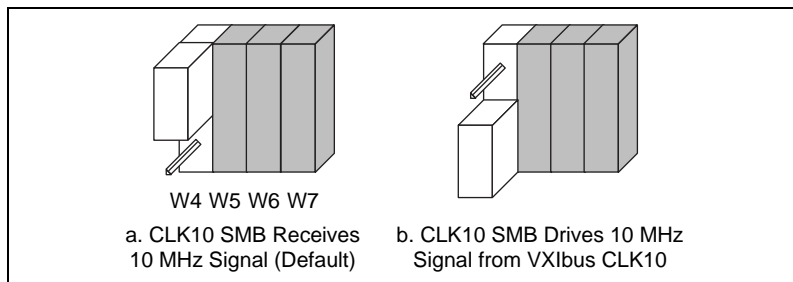 W4 W5 W6 W7
a. CLK10 SMB Receives
10 MHz Signal (Default)
b. CLK10 SMB Drives 10 MHz
Signal from VXIbus CLK10